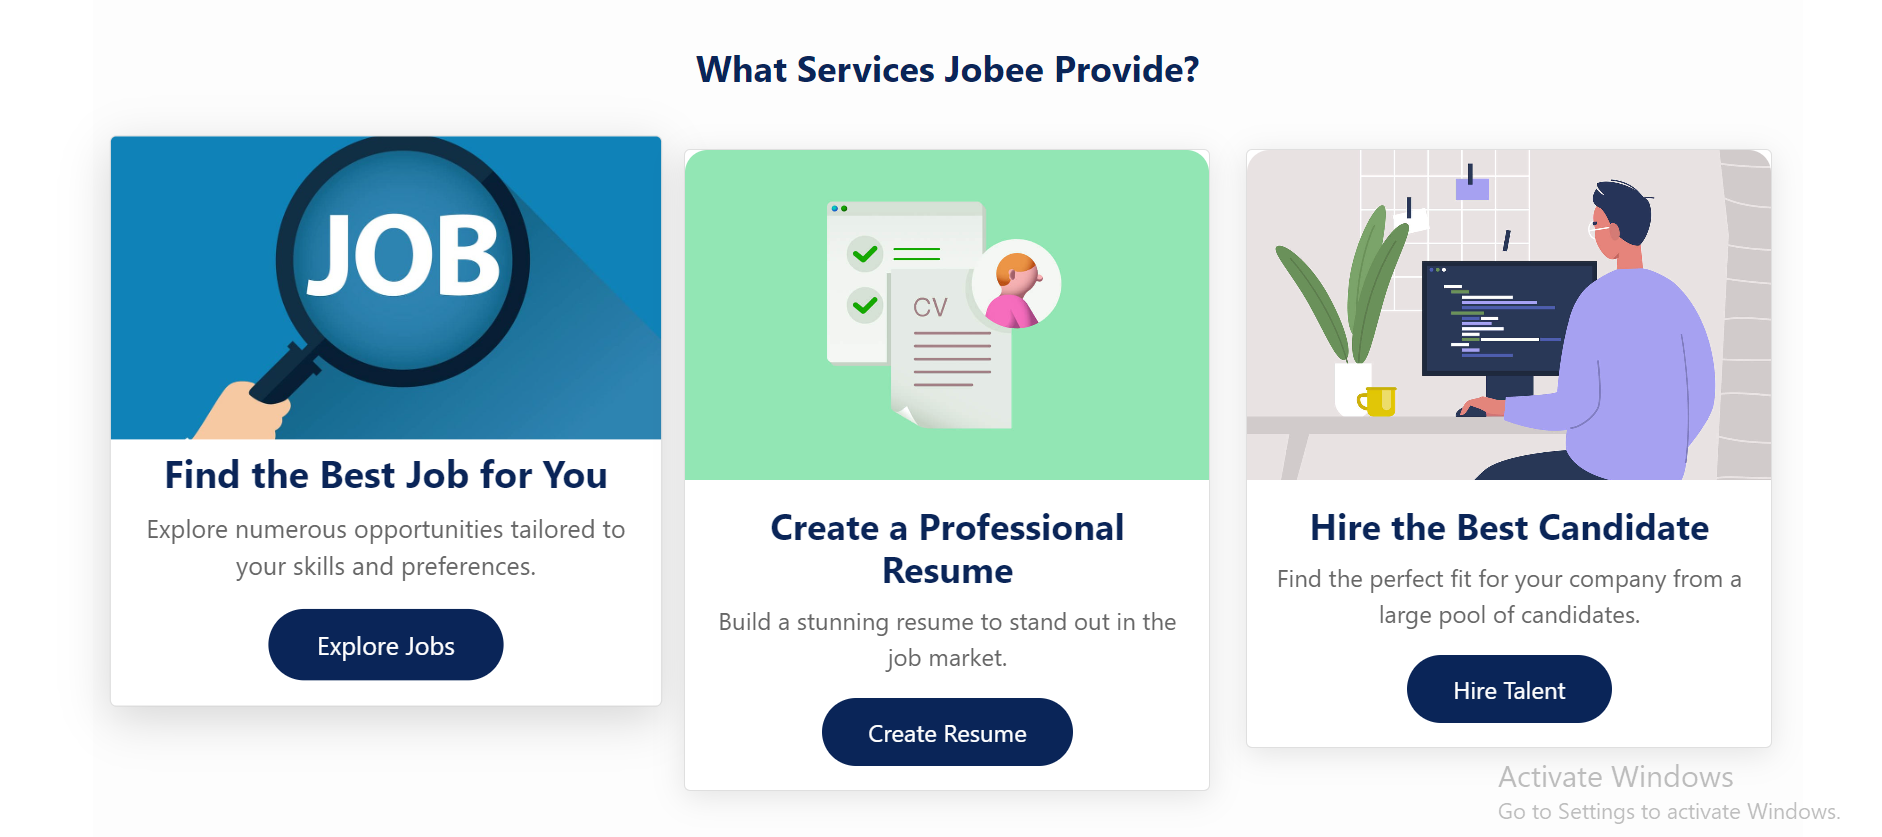 What Services Jobee Provide?
JOB
Find the Best Job for You
Explore numerous opportunities tailored to
your skills and preferences.
Explore Jobs
CV
Create a Professional
Resume
Build a stunning resume to stand out in the
job market.
Create Resume
Hire the Best Candidate
Find the perfect fit for your company from a
large pool of candidates.
Hire Talent
Activate Windows
Go to Settings to activate Windows.